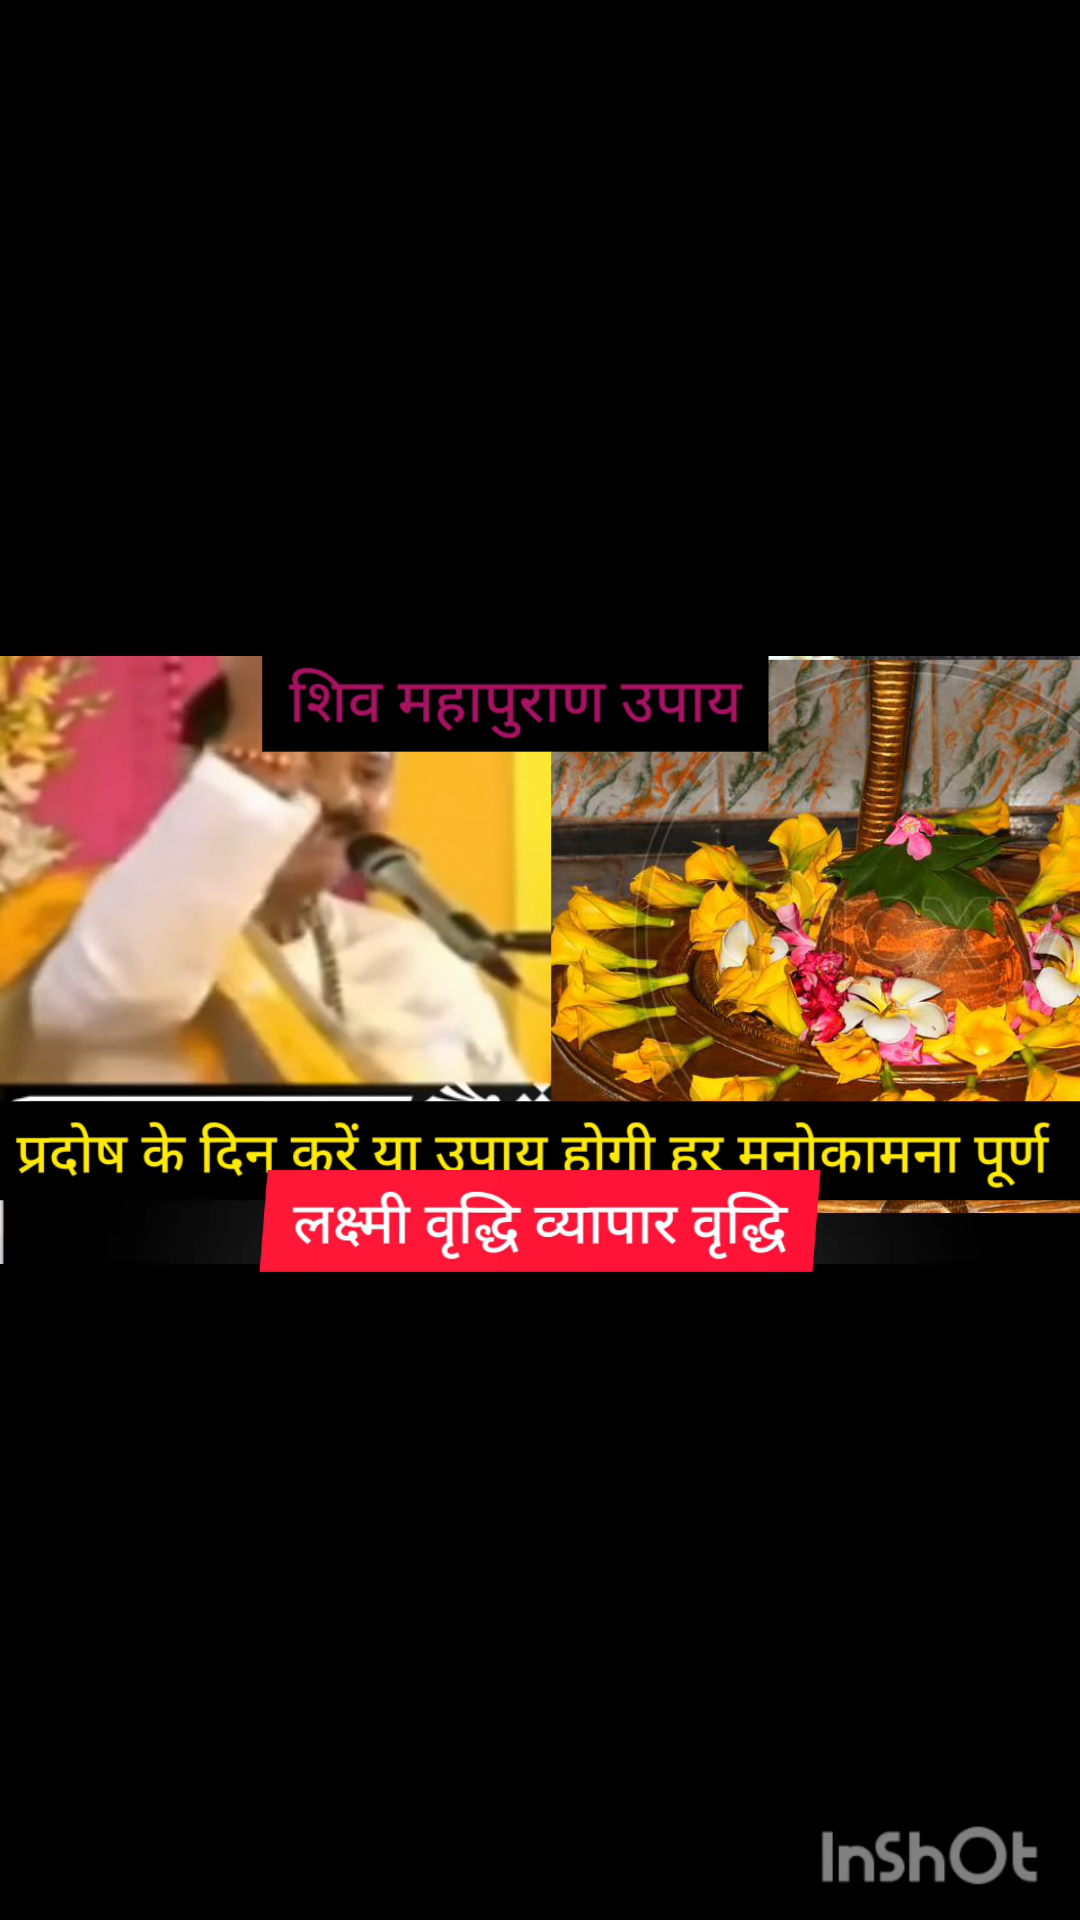 शिव महापुराण उपाय
प्रदोष के दिन करें या उपाय होगी हर मनोकामना पूर्ण
लक्ष्मी वृद्धि व्यापार वृद्धि
InShOt